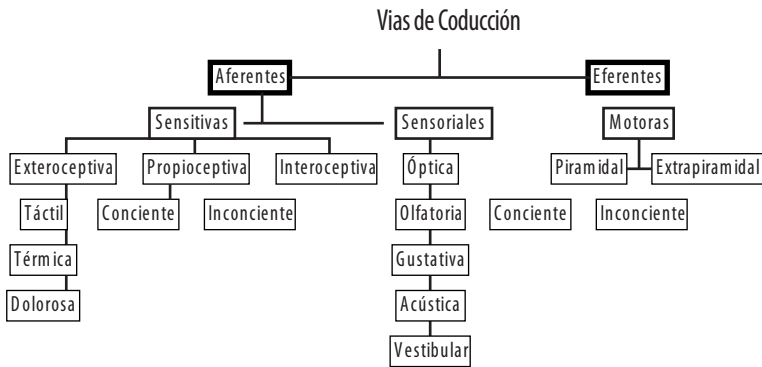 Vias de Coducción
Aferentes Eferentes
Sensitivas Sensoriales Motoras
Exteroceptiva Propioceptiva Interoceptiva Óptica Piramidal Extrapiramidal
Táctil Conciente Inconciente Olfatoria Conciente Inconciente
Térmica Gustativa
Dolorosa Acústica
Vestibular